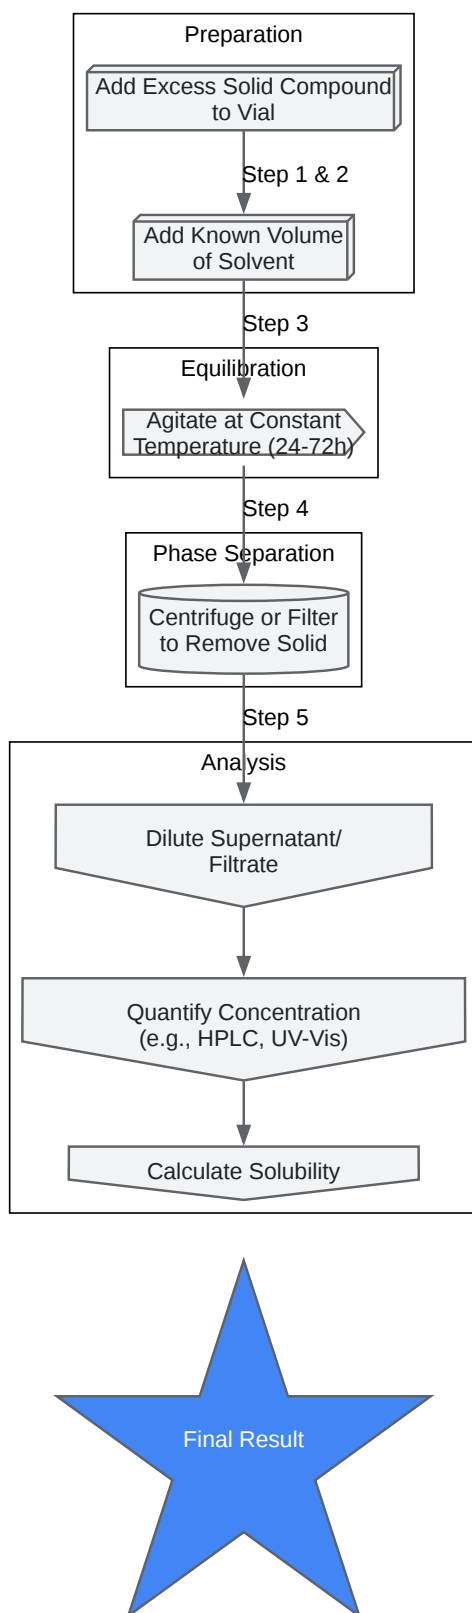 Preparation
Add Excess Solid Compound
to Vial
Step 1 & 2
Add Known Volume
of Solvent
Step 3
Equilibration
Agitate at Constant
Temperature (24-72h)
Step 4
Phase Separation
Centrifuge or Filter
to Remove Solid
Step 5
Analysis
Dilute Supernatant/
Filtrate
Quantify Concentration
(e.g., HPLC, UV-Vis)
Calculate Solubility
Final Result